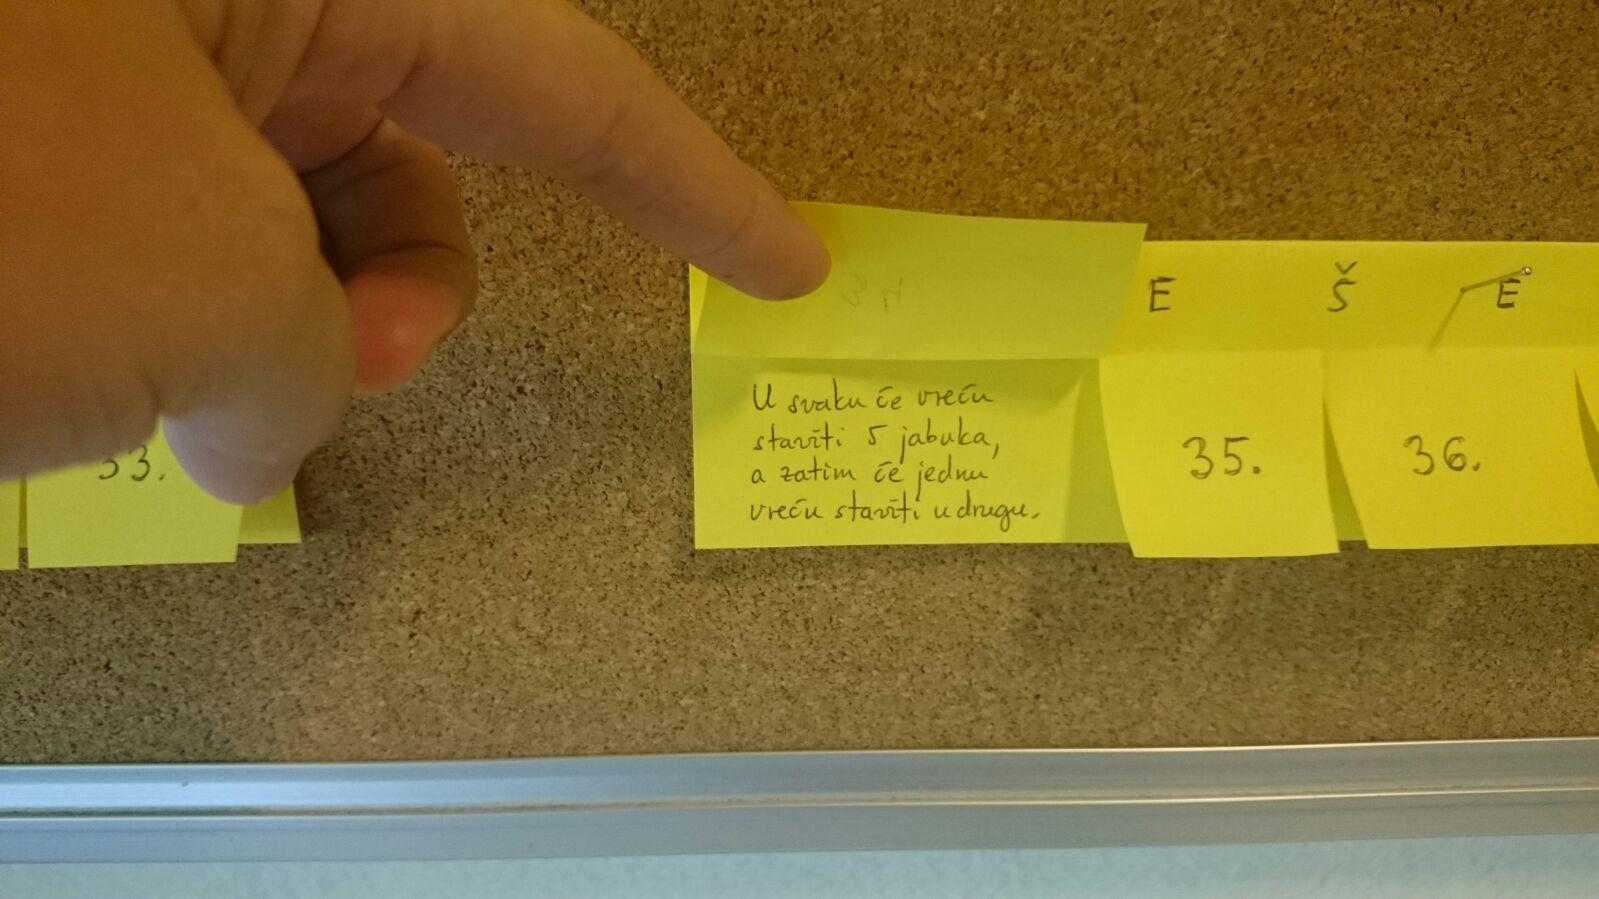 E Š E
U svaku će vreću
staviti 5 jabuka,
a zatim će jednu
vreću staviti u drugu.
33.
35.
36.